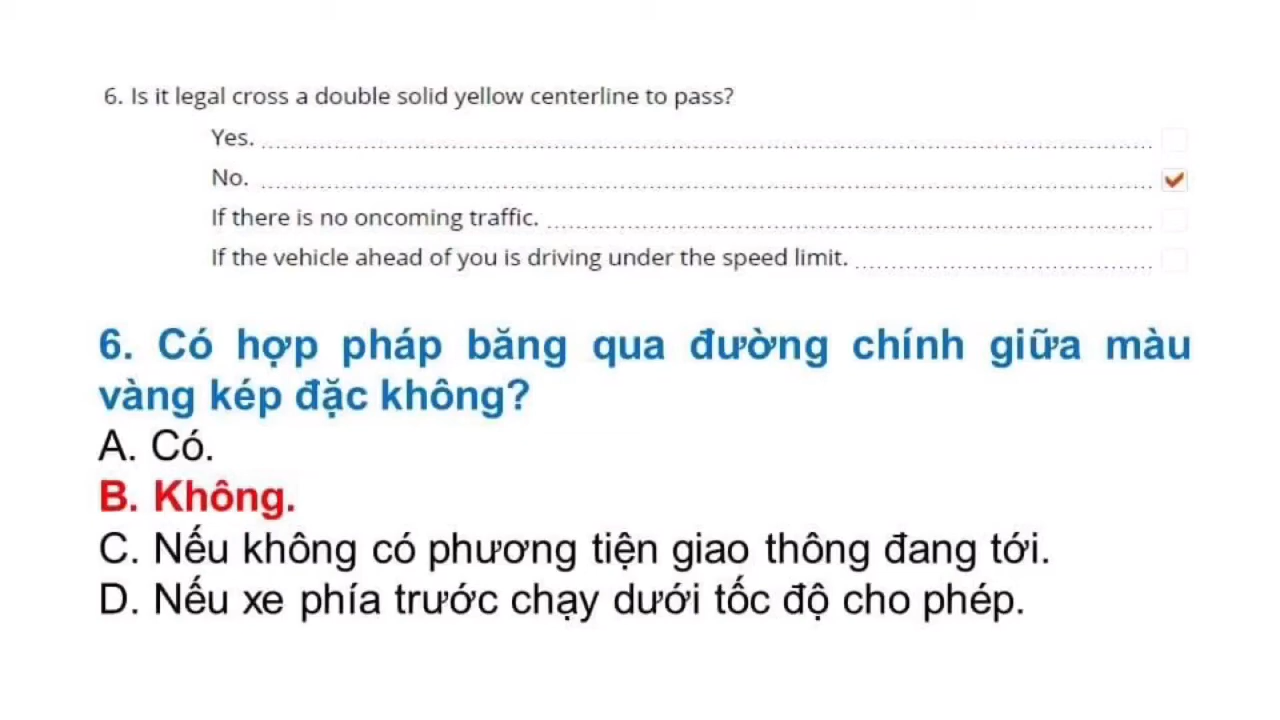 6. Is it legal cross a double solid yellow centerline to pass?
Yes.
No.
If there is no oncoming traffic.
If the vehicle ahead of you is driving under the speed limit.
6. Có hợp pháp băng qua đường chính giữa màu
vàng kép đặc không?
A. Có.
B. Không.
C. Nếu không có phương tiện giao thông đang tới.
D. Nếu xe phía trước chạy dưới tốc độ cho phép.